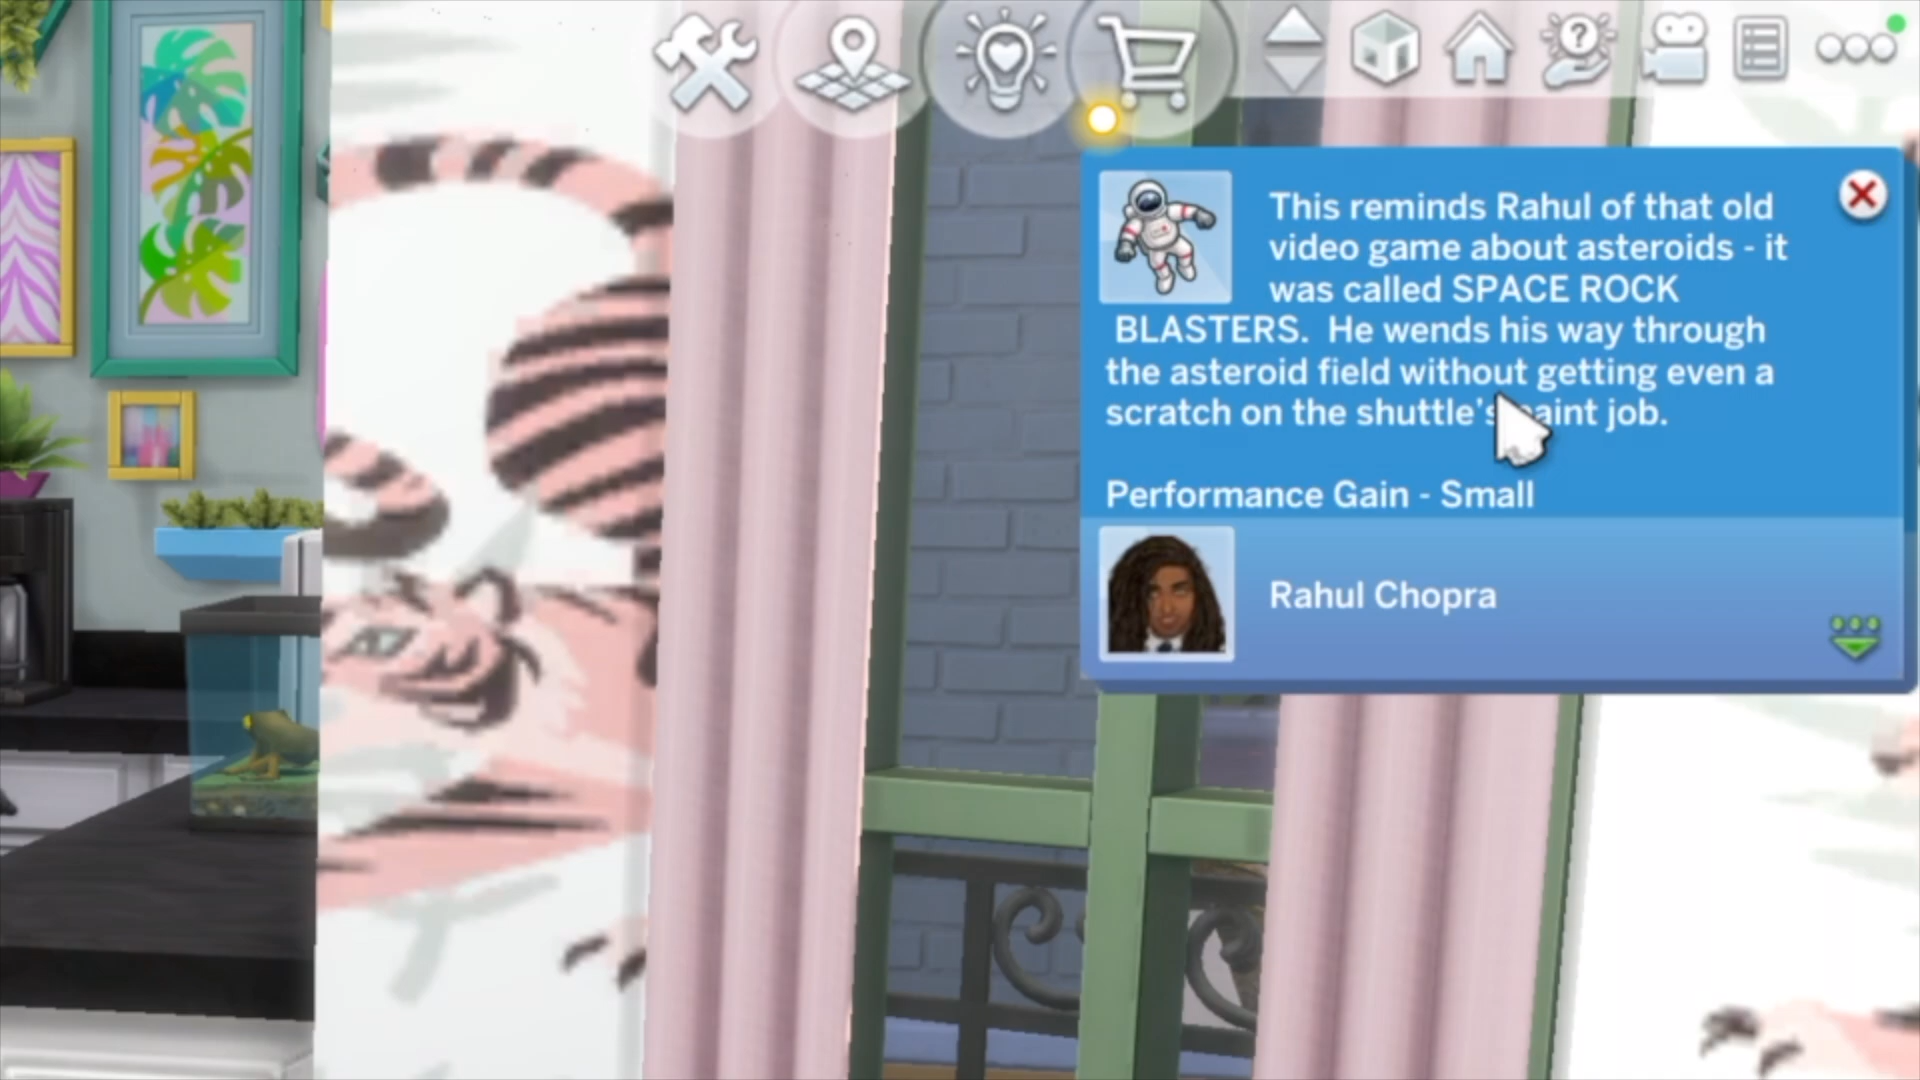 This reminds Rahul of that old
video game about asteroids - it
was called SPACE ROCK
BLASTERS. He wends his way through
the asteroid field without getting even a
scratch on the shuttle's paint job.
Performance Gain - Small
Rahul Chopra